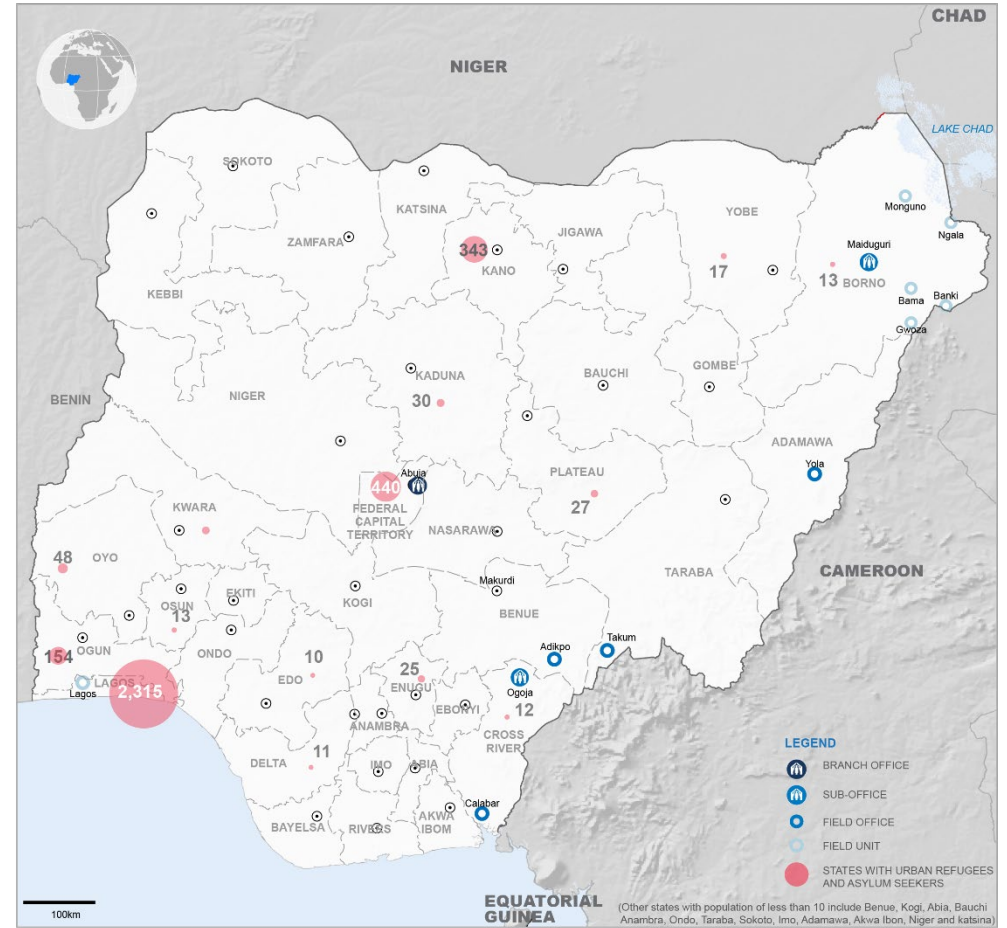 CHAD
NIGER
LAKE CHAD
SOKOTO
KATSINA
Monguno
YOBE
ZAMFARA
JIGAWA
Ngala
343
KANO
Maiduguri
17
13
BORNO
KEBBI
Bama
Banki
Gwoza
KADUNA
BAUCHI
GOMBE
NIGER
30
BENIN
ADAMAWA
Yola
PLATEAU
Abuja
440
27
KWARA
FEDERAL
CAPITAL
TERRITORY
NASARAWA
48
OYO
TARABA
CAMEROON
Makurdi
EKITI
KOGI
OSUN
13
BENUE
Takum
Adikpo
OGUN
154
ONDO
10
EDO
25
ENUGU
Ogoja
LAGOS
Lagos
2,315
EBONYI
12
ANAMBRA
CROSS
RIVER
11
DELTA
IMO
ABIA
Calabar
BAYELSA
RIVERS
AKWA
IBOM
LEGEND
BRANCH OFFICE
SUB-OFFICE
FIELD OFFICE
FIELD UNIT
STATES WITH URBAN REFUGEES
AND ASYLUM SEEKERS
100km
EQUATORIAL
GUINEA
(Other states with population of less than 10 include Benue, Kogi, Abia, Bauchi
Anambra, Ondo, Taraba, Sokoto, Imo, Adamawa, Akwa Ibon, Niger and katsina)